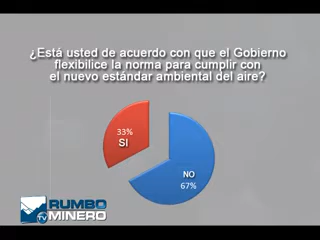 ¿Está usted de acuerdo con que el Gobierno
flexibilice la norma para cumplir con
el nuevo estándar ambiental del aire?
33%
SI
NO
67%
RUMBO
TV MINERO